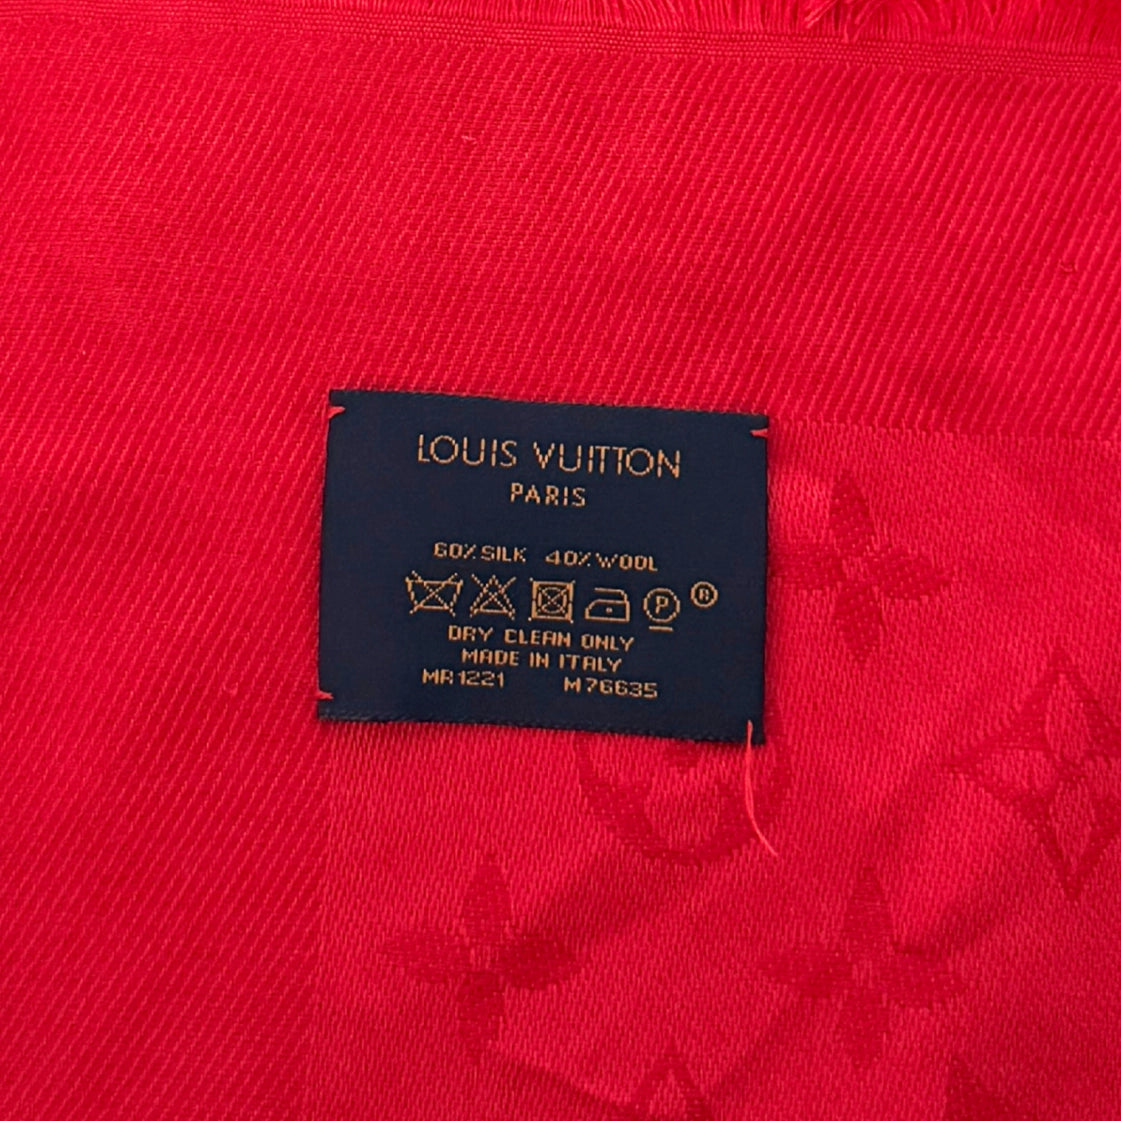 LOUIS VUITTON
PARIS
60% SILK 40% WOOL
P ®
DRY CLEAN ONLY
MADE IN ITALY
MR1221 M76635